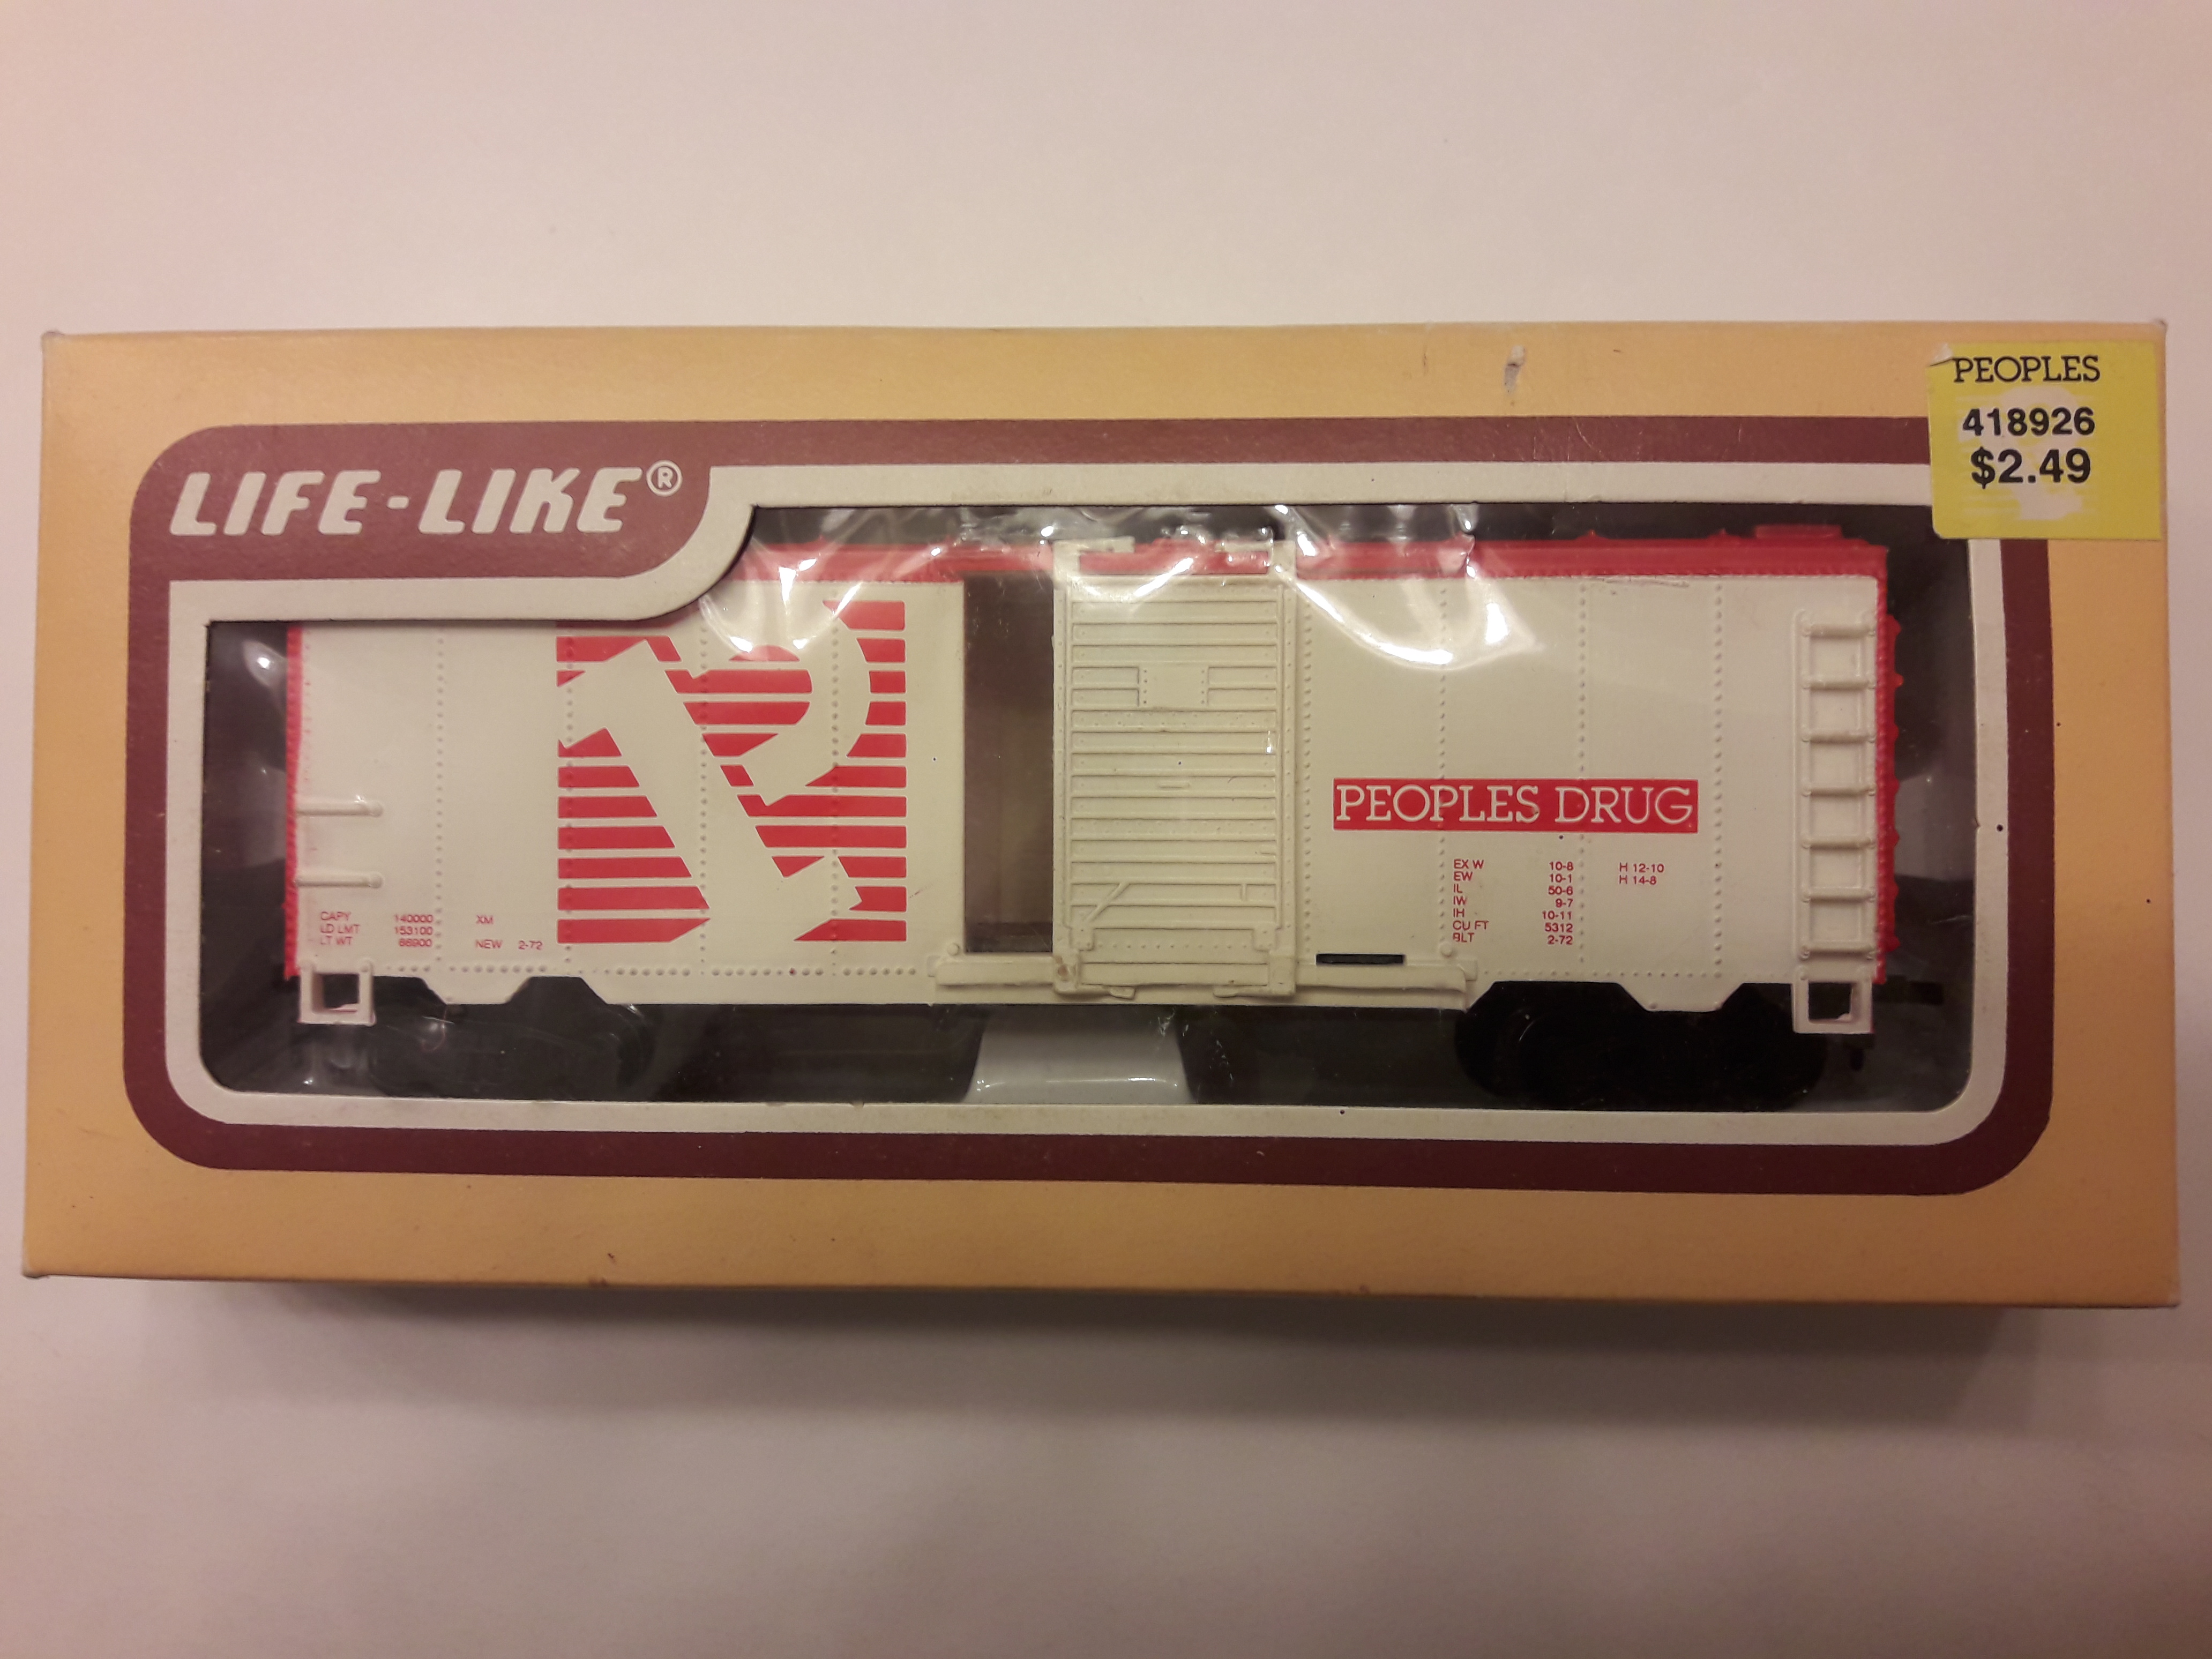 PEOPLES
418926
$2.49
LIFE-LIKE®
PEOPLES DRUG
EX W 10-8 H 12-10
EW 10-1 H 14-8
IL 50-6
IW 9-7
IH 10-11
CU FT 5312
BLT 2-72
CAPY 140000 XM
LD LMT 153100
LT WT 66900 NEW 2-72